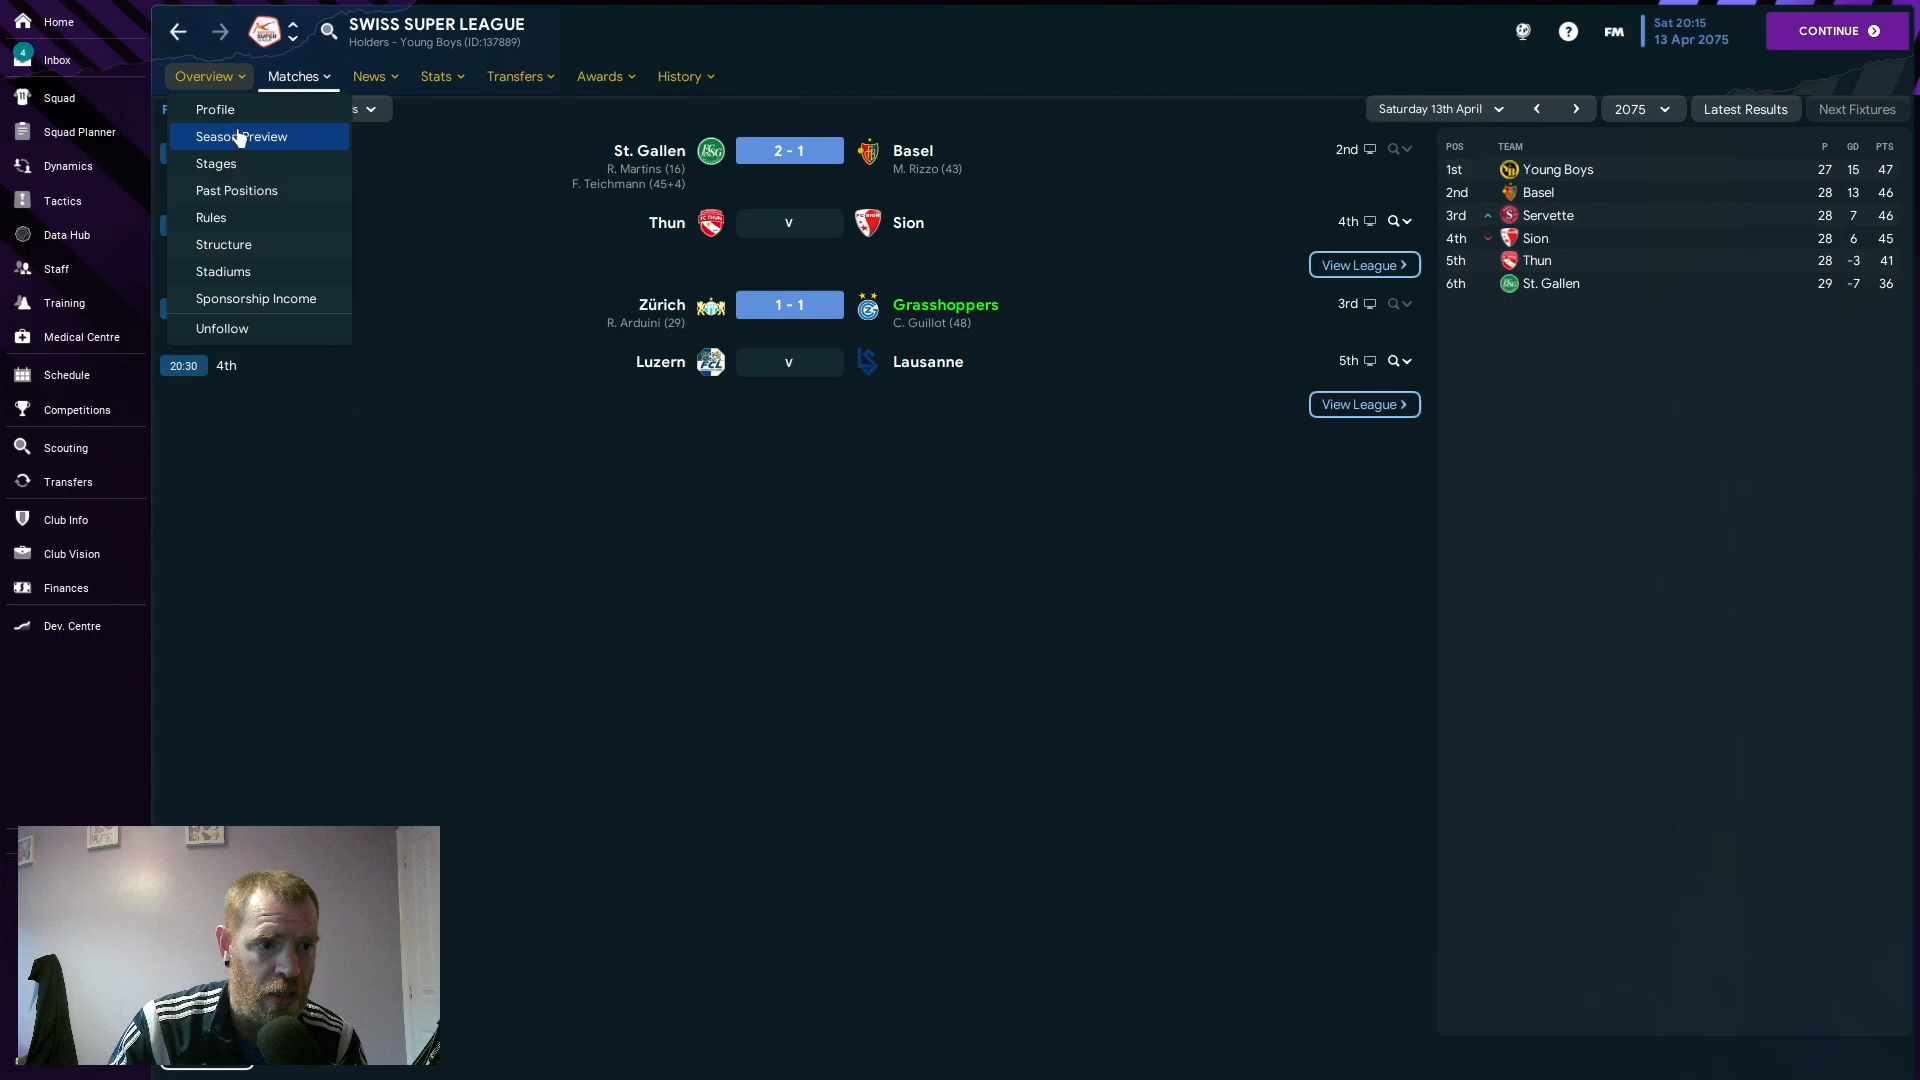 Home
4
Inbox
Squad
Squad Planner
Dynamics
Tactics
Data Hub
Staff
Training
Medical Centre
Schedule
Competitions
Scouting
Transfers
Club Info
Club Vision
Finances
Dev. Centre
SWISS SUPER LEAGUE
Holders - Young Boys (ID:137889)
FM
Sat 20:15
13 Apr 2075
CONTINUE
Overview
Matches
News
Stats
Transfers
Awards
History
Profile
Season Preview
Stages
Past Positions
Rules
Structure
Stadiums
Sponsorship Income
Unfollow
Saturday 13th April
2075
Latest Results
Next Fixtures
St. Gallen 2 - 1 Basel 2nd
R. Martins (16) M. Rizzo (43)
F. Teichmann (45+4)
Thun v Sion 4th
View League
Zürich 1 - 1 Grasshoppers 3rd
R. Arduini (29) C. Guillot (48)
20:30 4th Luzern v Lausanne 5th
View League
POS TEAM P GD PTS
1st Young Boys 27 15 47
2nd Basel 28 13 46
3rd Servette 28 7 46
4th Sion 28 6 45
5th Thun 28 -3 41
6th St. Gallen 29 -7 36